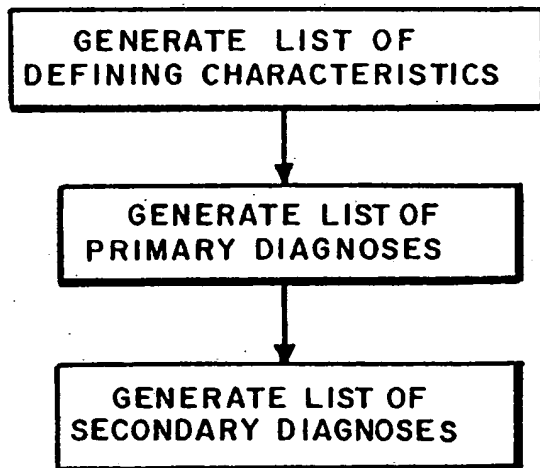 GENERATE LIST OF
DEFINING CHARACTERISTICS
GENERATE LIST OF
PRIMARY DIAGNOSES
GENERATE LIST OF
SECONDARY DIAGNOSES